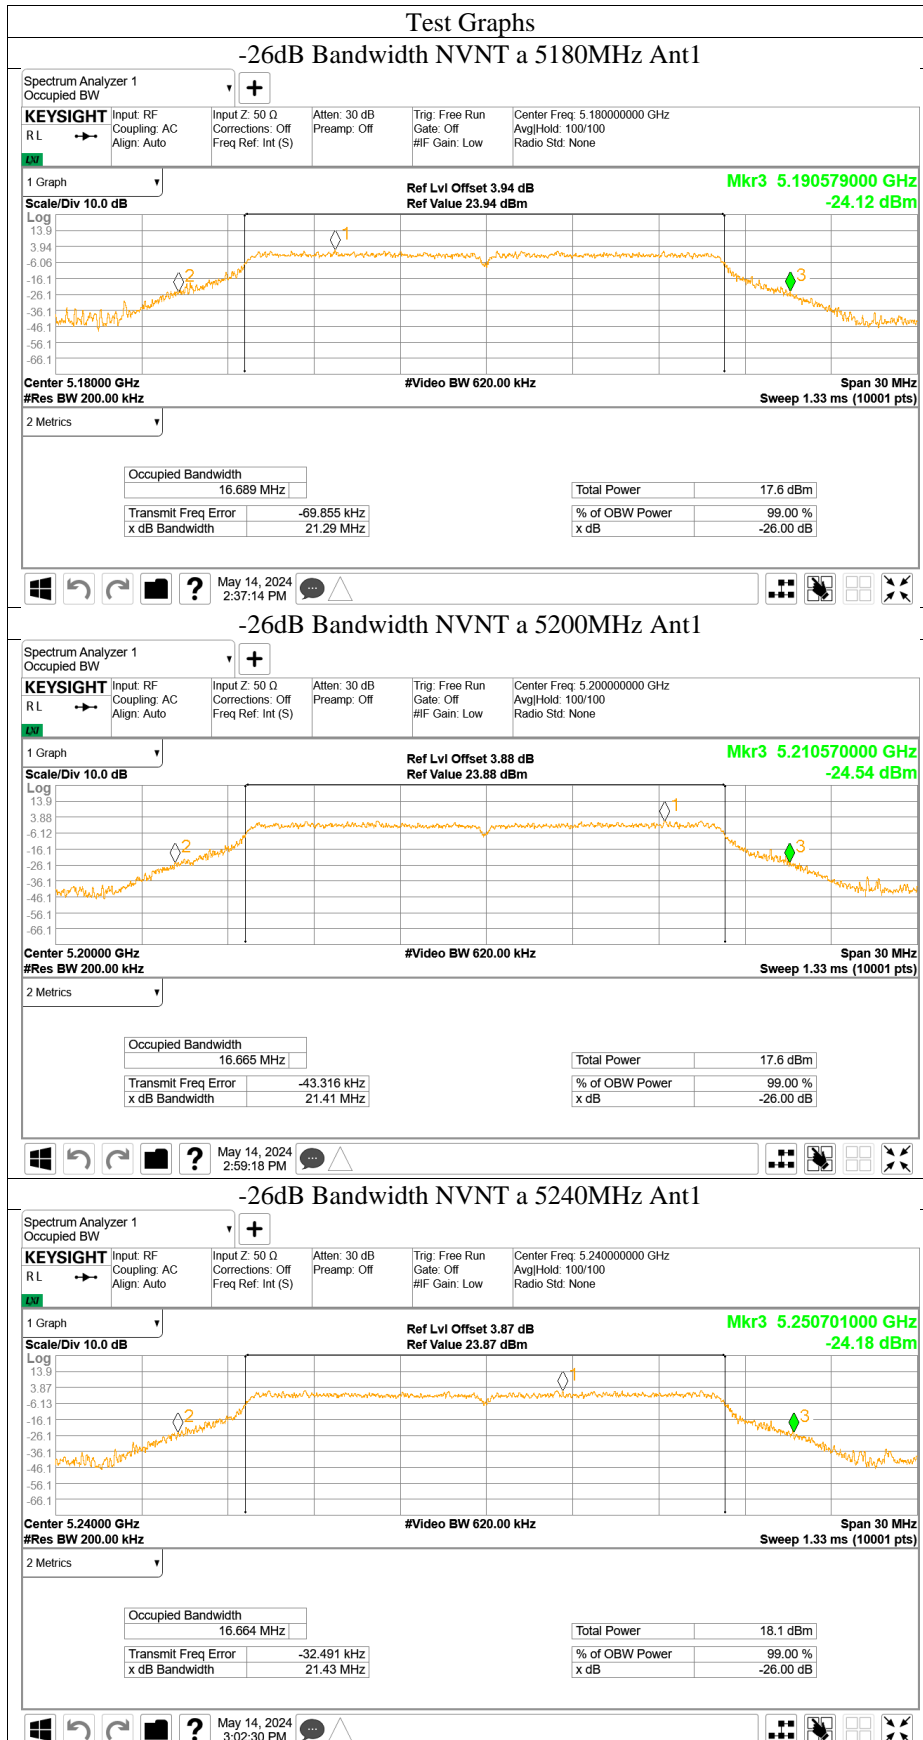 Test Graphs
-26dB Bandwidth NVNT a 5180MHz Ant1
Spectrum Analyzer 1
Occupied BW
KEYSIGHT Input: RF Input Z: 50 Ω Atten: 30 dB Trig: Free Run Center Freq: 5.180000000 GHz
R L Coupling: AC Corrections: Off Preamp: Off Gate: Off Avg|Hold: 100/100
Align: Auto Freq Ref: Int (S) #IF Gain: Low Radio Std: None
LXI
1 Graph Ref Lvl Offset 3.94 dB Mkr3 5.190579000 GHz
Scale/Div 10.0 dB Ref Value 23.94 dBm -24.12 dBm
Log
13.9
1
3.94
-6.06
-16.1
2
3
-26.1
-36.1
-46.1
-56.1
-66.1
Center 5.18000 GHz #Video BW 620.00 kHz Span 30 MHz
#Res BW 200.00 kHz Sweep 1.33 ms (10001 pts)
2 Metrics
Occupied Bandwidth
16.689 MHz Total Power 17.6 dBm
Transmit Freq Error -69.855 kHz % of OBW Power 99.00 %
x dB Bandwidth 21.29 MHz x dB -26.00 dB
May 14, 2024
2:37:14 PM
-26dB Bandwidth NVNT a 5200MHz Ant1
Spectrum Analyzer 1
Occupied BW
KEYSIGHT Input: RF Input Z: 50 Ω Atten: 30 dB Trig: Free Run Center Freq: 5.200000000 GHz
R L Coupling: AC Corrections: Off Preamp: Off Gate: Off Avg|Hold: 100/100
Align: Auto Freq Ref: Int (S) #IF Gain: Low Radio Std: None
LXI
1 Graph Ref Lvl Offset 3.88 dB Mkr3 5.210570000 GHz
Scale/Div 10.0 dB Ref Value 23.88 dBm -24.54 dBm
Log
13.9
1
3.88
-6.12
-16.1
2
3
-26.1
-36.1
-46.1
-56.1
-66.1
Center 5.20000 GHz #Video BW 620.00 kHz Span 30 MHz
#Res BW 200.00 kHz Sweep 1.33 ms (10001 pts)
2 Metrics
Occupied Bandwidth
16.665 MHz Total Power 17.6 dBm
Transmit Freq Error -43.316 kHz % of OBW Power 99.00 %
x dB Bandwidth 21.41 MHz x dB -26.00 dB
May 14, 2024
2:59:18 PM
-26dB Bandwidth NVNT a 5240MHz Ant1
Spectrum Analyzer 1
Occupied BW
KEYSIGHT Input: RF Input Z: 50 Ω Atten: 30 dB Trig: Free Run Center Freq: 5.240000000 GHz
R L Coupling: AC Corrections: Off Preamp: Off Gate: Off Avg|Hold: 100/100
Align: Auto Freq Ref: Int (S) #IF Gain: Low Radio Std: None
LXI
1 Graph Ref Lvl Offset 3.87 dB Mkr3 5.250701000 GHz
Scale/Div 10.0 dB Ref Value 23.87 dBm -24.18 dBm
Log
13.9
1
3.87
-6.13
-16.1
2
3
-26.1
-36.1
-46.1
-56.1
-66.1
Center 5.24000 GHz #Video BW 620.00 kHz Span 30 MHz
#Res BW 200.00 kHz Sweep 1.33 ms (10001 pts)
2 Metrics
Occupied Bandwidth
16.664 MHz Total Power 18.1 dBm
Transmit Freq Error -32.491 kHz % of OBW Power 99.00 %
x dB Bandwidth 21.43 MHz x dB -26.00 dB
May 14, 2024
3:02:30 PM